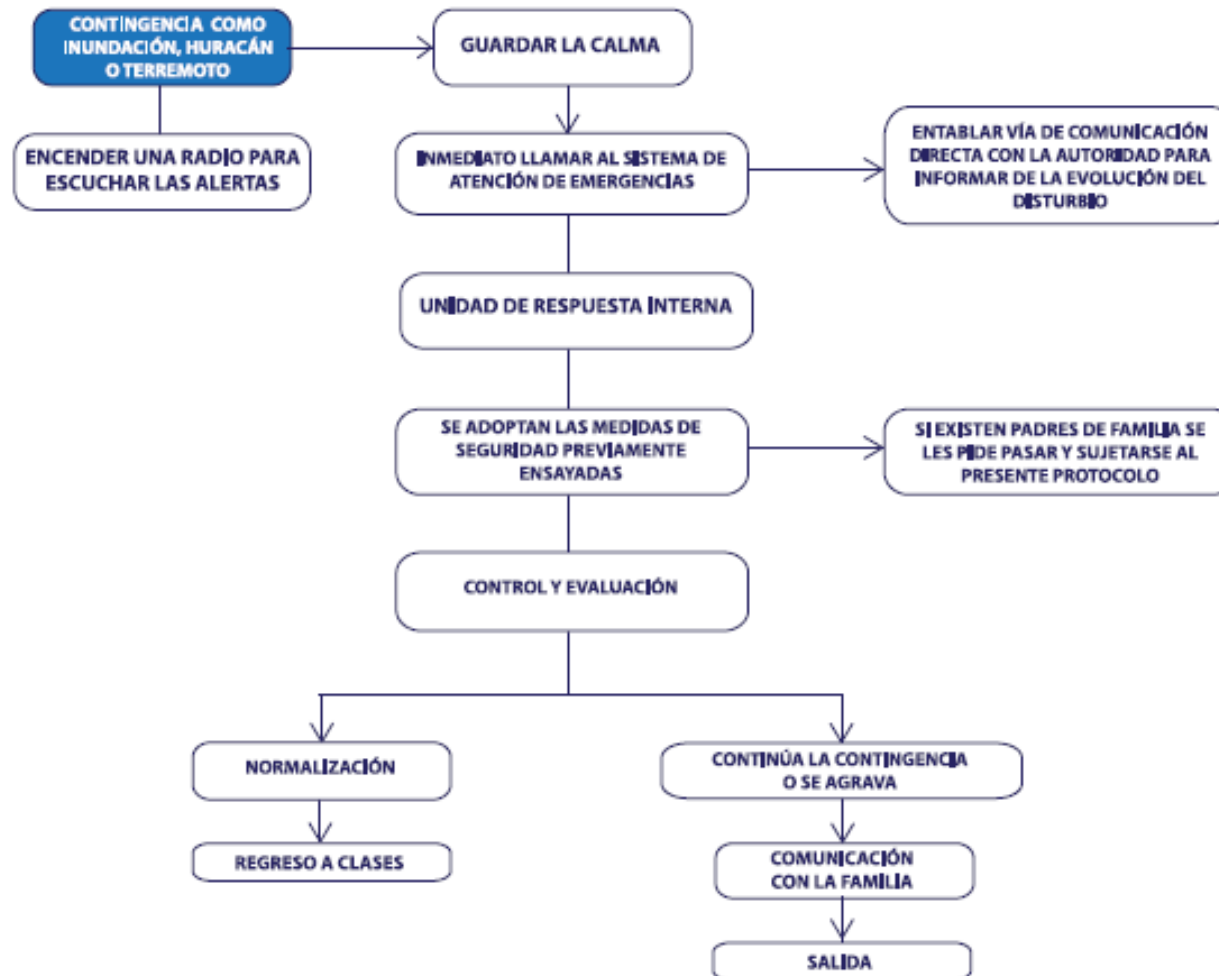 CONTINGENCIA COMO
INUNDACIÓN, HURACÁN
O TERREMOTO
GUARDAR LA CALMA
ENCENDER UNA RADIO PARA
ESCUCHAR LAS ALERTAS
INMEDIATO LLAMAR AL SISTEMA DE
ATENCIÓN DE EMERGENCIAS
ENTABLAR VÍA DE COMUNICACIÓN
DIRECTA CON LA AUTORIDAD PARA
INFORMAR DE LA EVOLUCIÓN DEL
DISTURBIO
UNIDAD DE RESPUESTA INTERNA
SE ADOPTAN LAS MEDIDAS DE
SEGURIDAD PREVIAMENTE
ENSAYADAS
SI EXISTEN PADRES DE FAMILIA SE
LES PIDE PASAR Y SUJETARSE AL
PRESENTE PROTOCOLO
CONTROL Y EVALUACIÓN
NORMALIZACIÓN
CONTINÚA LA CONTINGENCIA
O SE AGRAVA
REGRESO A CLASES
COMUNICACIÓN
CON LA FAMILIA
SALIDA